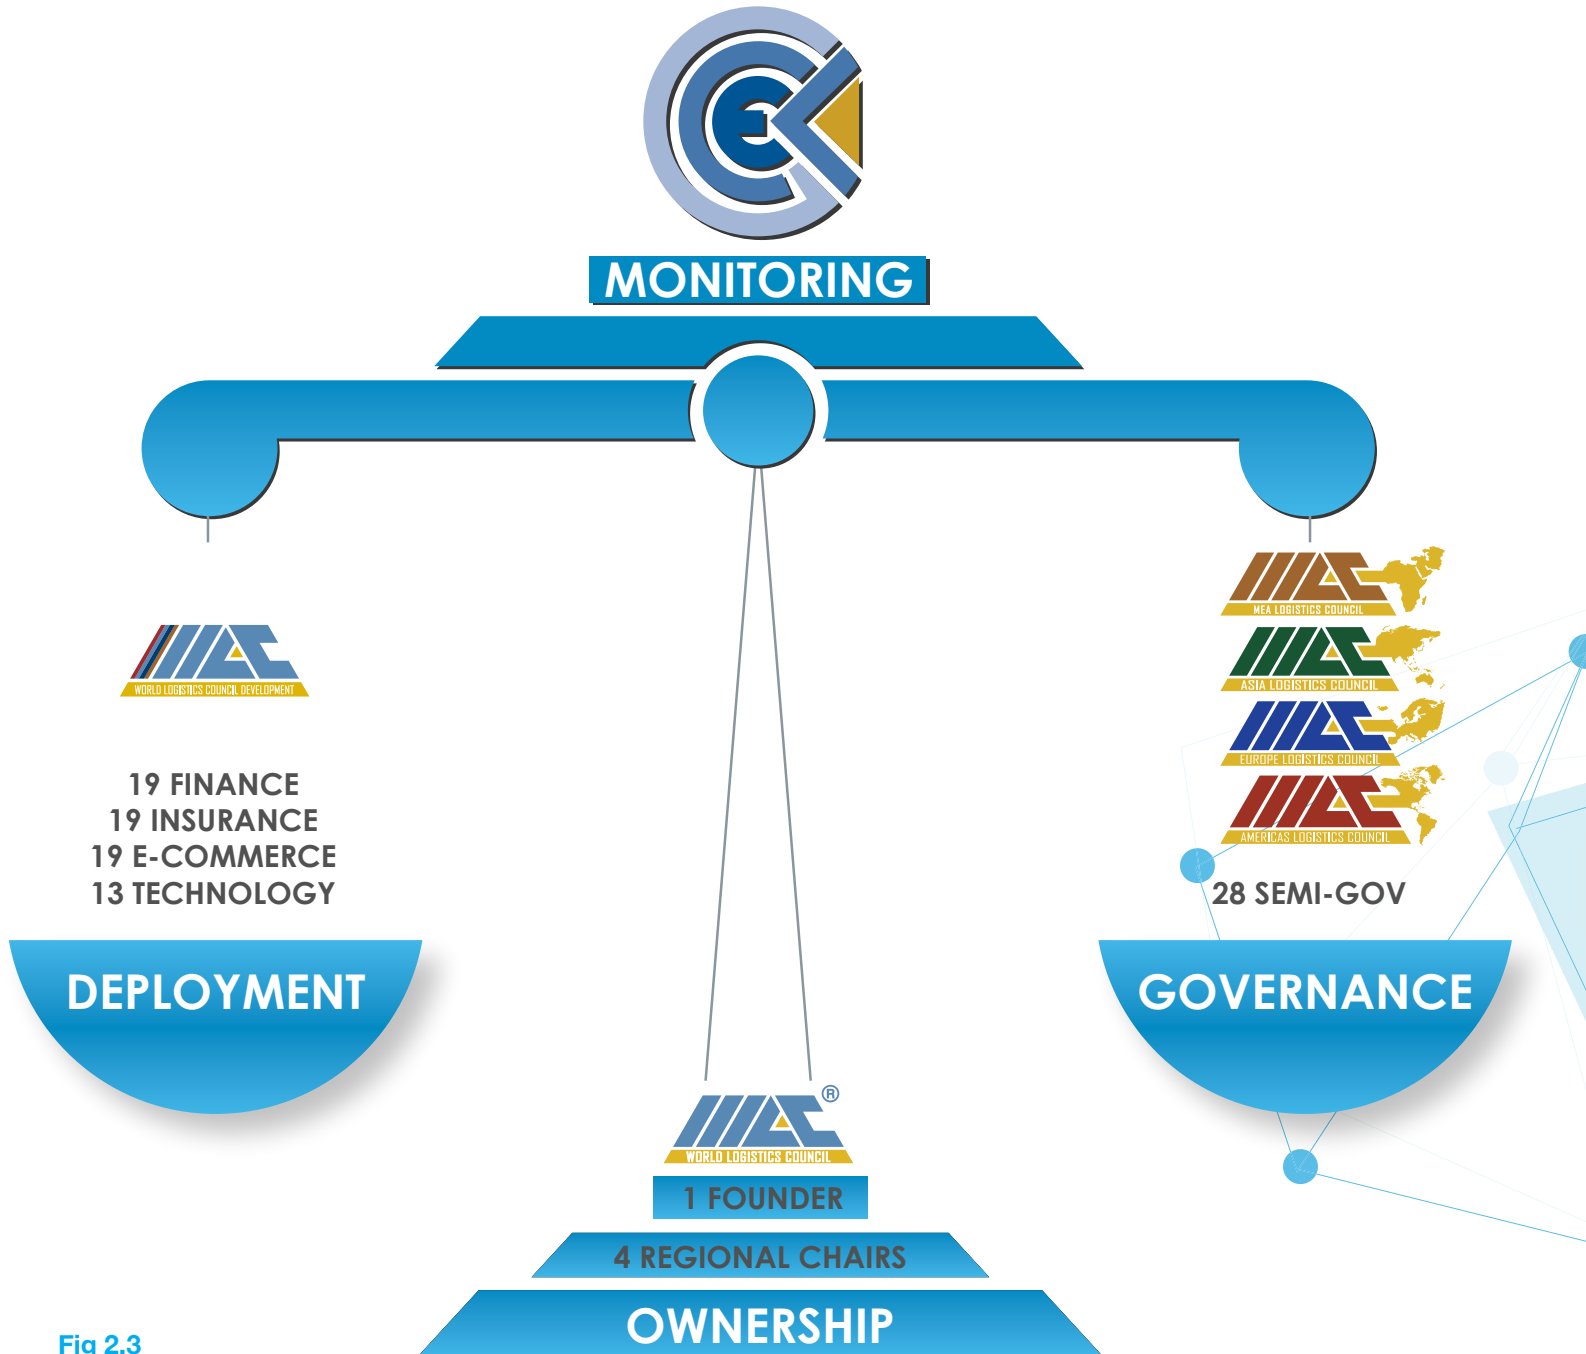 MONITORING
WORLD LOGISTICS COUNCIL DEVELOPMENT
19 FINANCE
19 INSURANCE
19 E-COMMERCE
13 TECHNOLOGY
DEPLOYMENT
MEA LOGISTICS COUNCIL
ASIA LOGISTICS COUNCIL
EUROPE LOGISTICS COUNCIL
AMERICAS LOGISTICS COUNCIL
28 SEMI-GOV
GOVERNANCE
®
WORLD LOGISTICS COUNCIL
1 FOUNDER
4 REGIONAL CHAIRS
OWNERSHIP
Fig 2.3